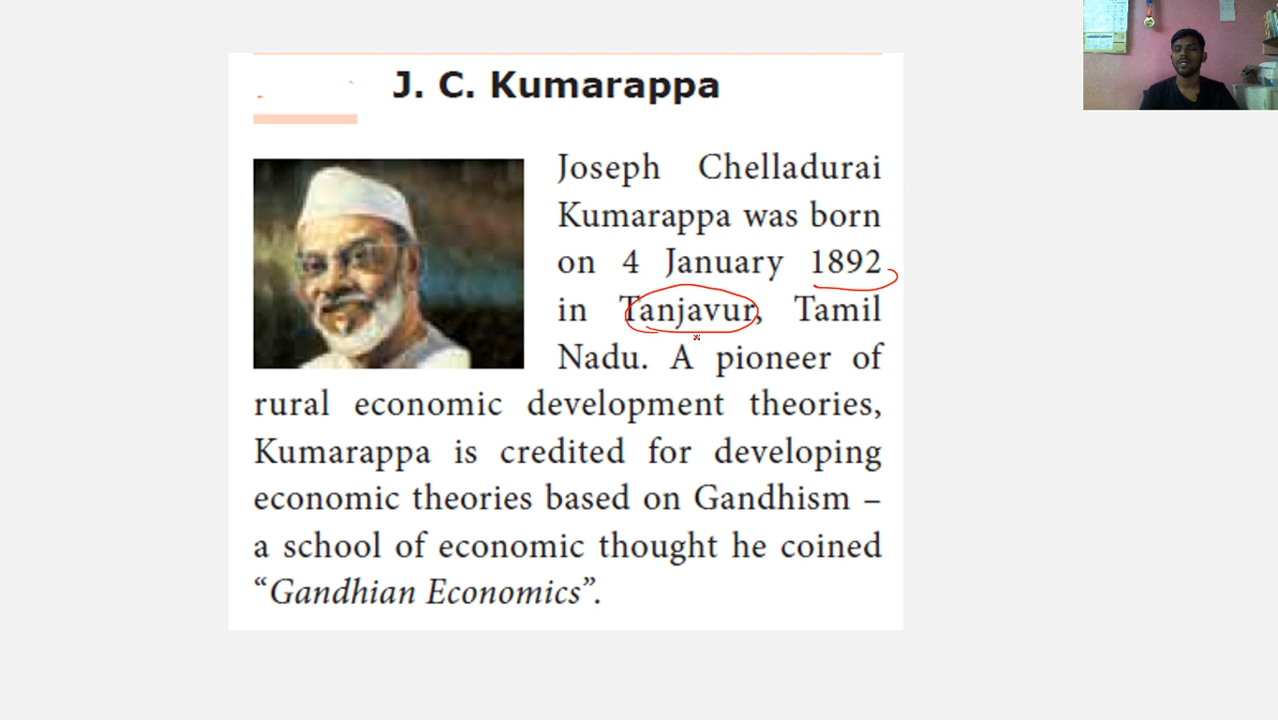 J. C. Kumarappa
Joseph Chelladurai
Kumarappa was born
on 4 January 1892
in Tanjavur, Tamil
Nadu. A pioneer of
rural economic development theories,
Kumarappa is credited for developing
economic theories based on Gandhism –
a school of economic thought he coined
“Gandhian Economics”.